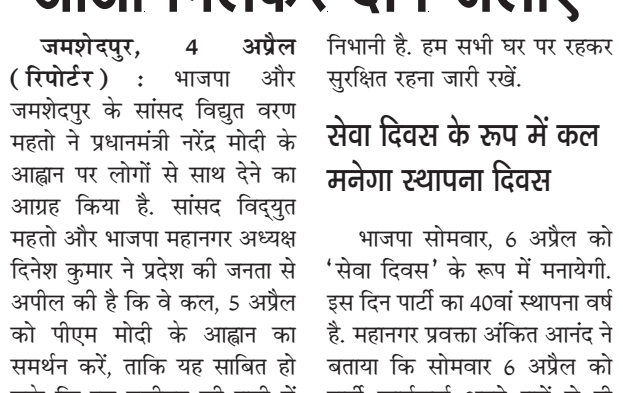 जमशेदपुर, 4 अप्रैल
(रिपोर्टर) : भाजपा और
जमशेदपुर के सांसद विद्युत वरण
महतो ने प्रधानमंत्री नरेंद्र मोदी के
आह्वान पर लोगों से साथ देने का
आग्रह किया है. सांसद विद्युत
महतो और भाजपा महानगर अध्यक्ष
दिनेश कुमार ने प्रदेश की जनता से
अपील की है कि वे कल, 5 अप्रैल
को पीएम मोदी के आह्वान का
समर्थन करें, ताकि यह साबित हो
निभानी है. हम सभी घर पर रहकर
सुरक्षित रहना जारी रखें.
सेवा दिवस के रूप में कल
मनेगा स्थापना दिवस
भाजपा सोमवार, 6 अप्रैल को
‘सेवा दिवस’ के रूप में मनायेगी.
इस दिन पार्टी का 40वां स्थापना वर्ष
है. महानगर प्रवक्ता अंकित आनंद ने
बताया कि सोमवार 6 अप्रैल को